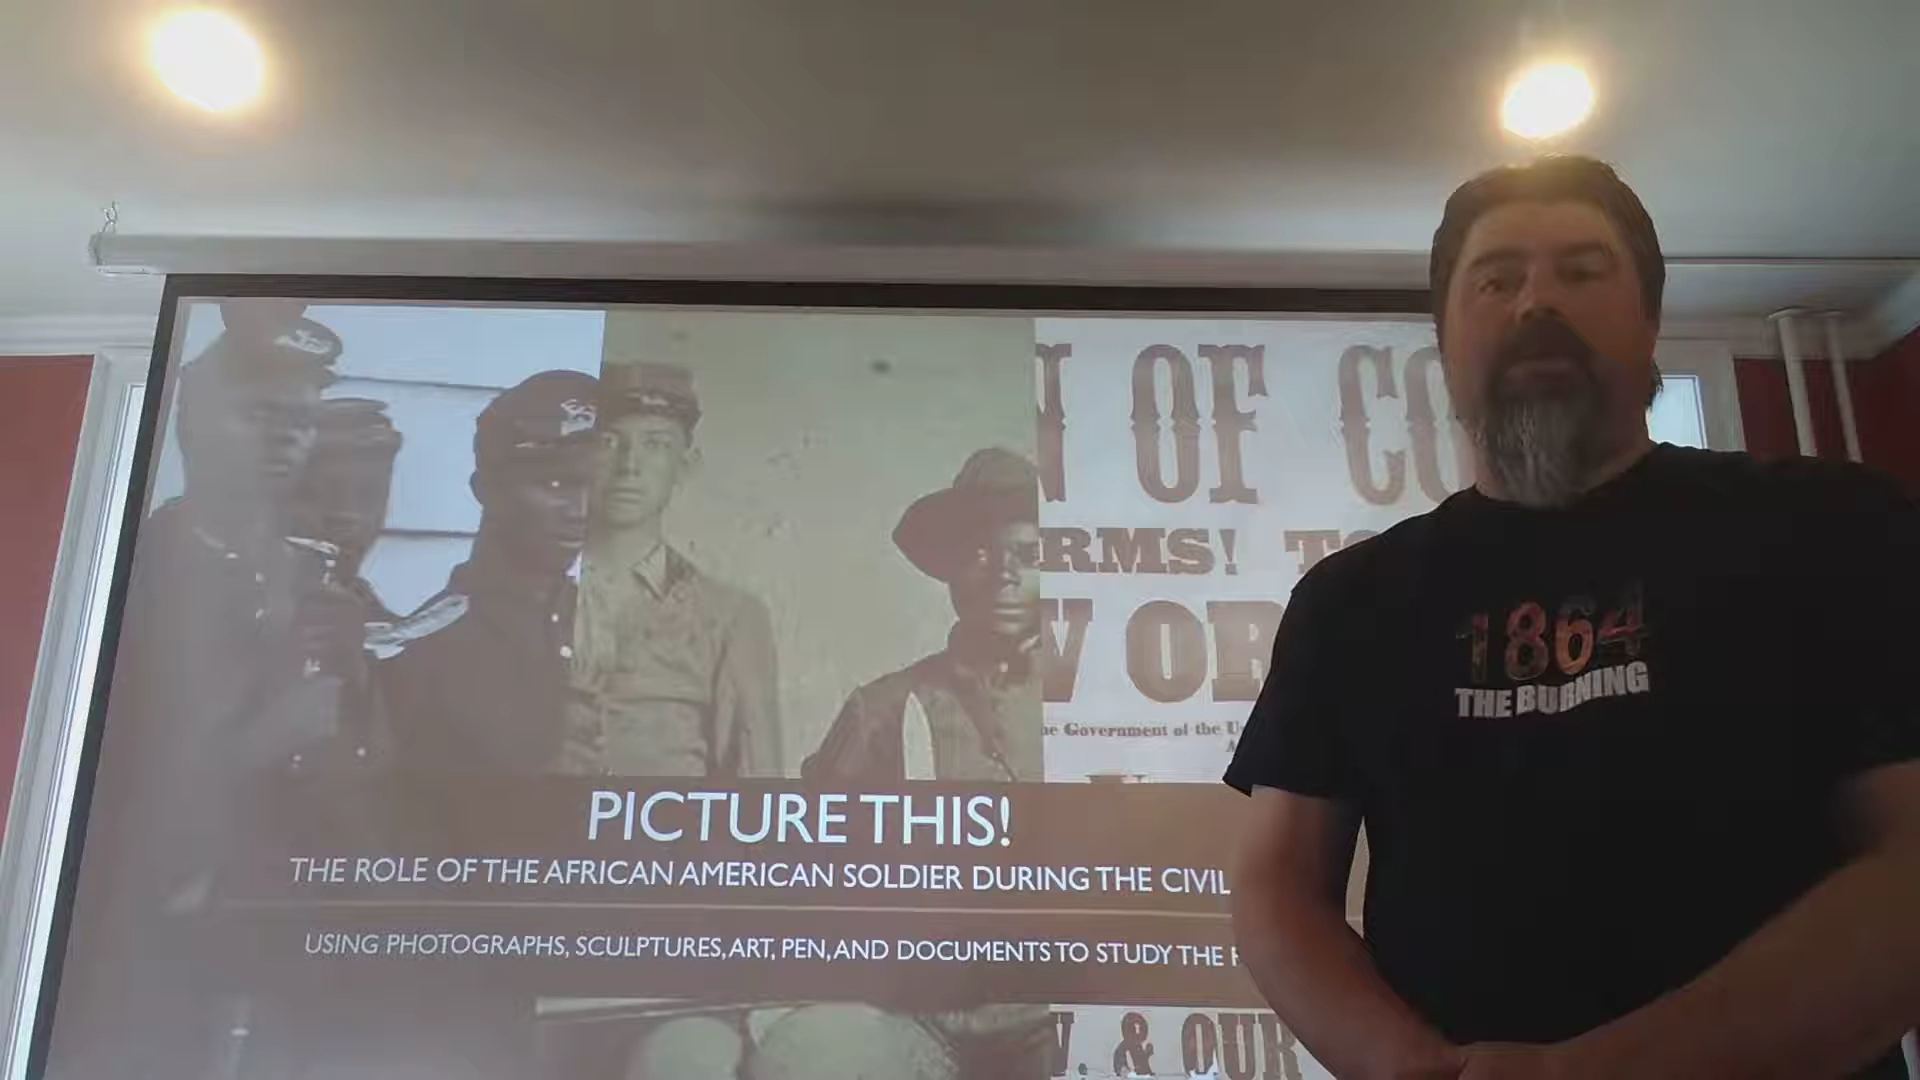 N OF CO
RMS! TO
W OR
he Government of the U
PICTURE THIS!
THE ROLE OF THE AFRICAN AMERICAN SOLDIER DURING THE CIVIL
USING PHOTOGRAPHS, SCULPTURES, ART, PEN, AND DOCUMENTS TO STUDY THE
W. & OUR
1864
THE BURNING